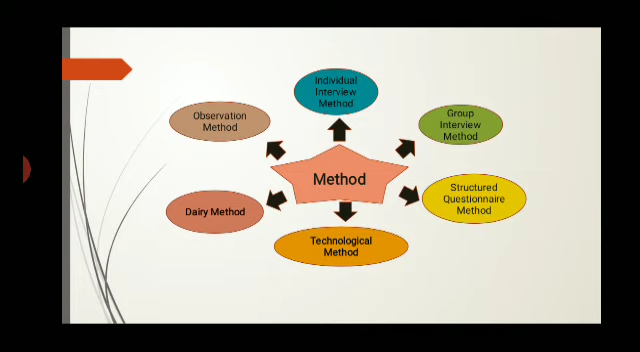 Individual
Interview
Method
Observation
Method
Group
Interview
Method
Method
Structured
Questionnaire
Method
Dairy Method
Technological
Method